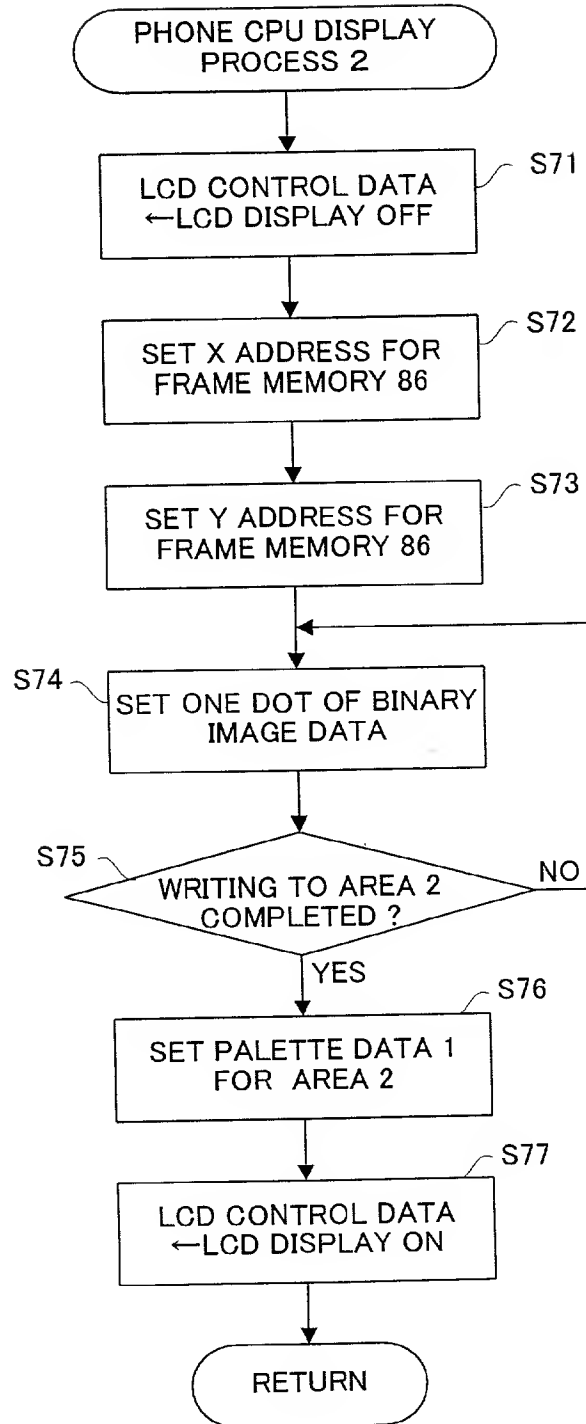 PHONE CPU DISPLAY
PROCESS 2
S71
LCD CONTROL DATA
←LCD DISPLAY OFF
S72
SET X ADDRESS FOR
FRAME MEMORY 86
S73
SET Y ADDRESS FOR
FRAME MEMORY 86
S74
SET ONE DOT OF BINARY
IMAGE DATA
S75
WRITING TO AREA 2
COMPLETED ?
NO
YES
S76
SET PALETTE DATA 1
FOR AREA 2
S77
LCD CONTROL DATA
←LCD DISPLAY ON
RETURN